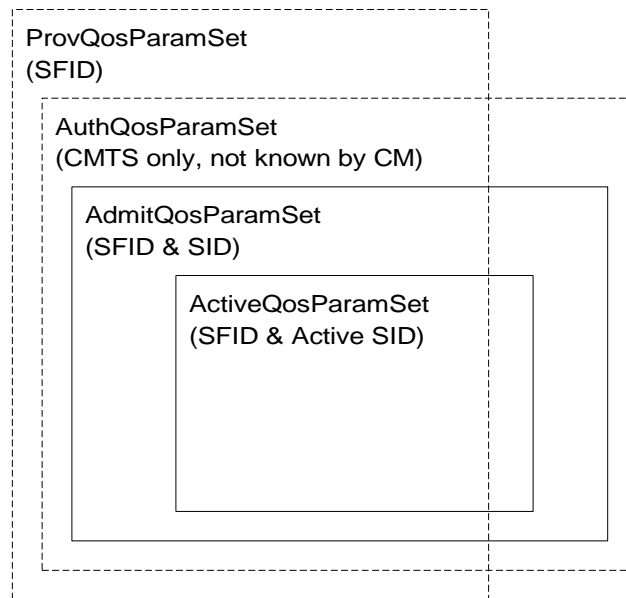 ProvQosParamSet
(SFID)
AuthQosParamSet
(CMTS only, not known by CM)
AdmitQosParamSet
(SFID & SID)
ActiveQosParamSet
(SFID & Active SID)